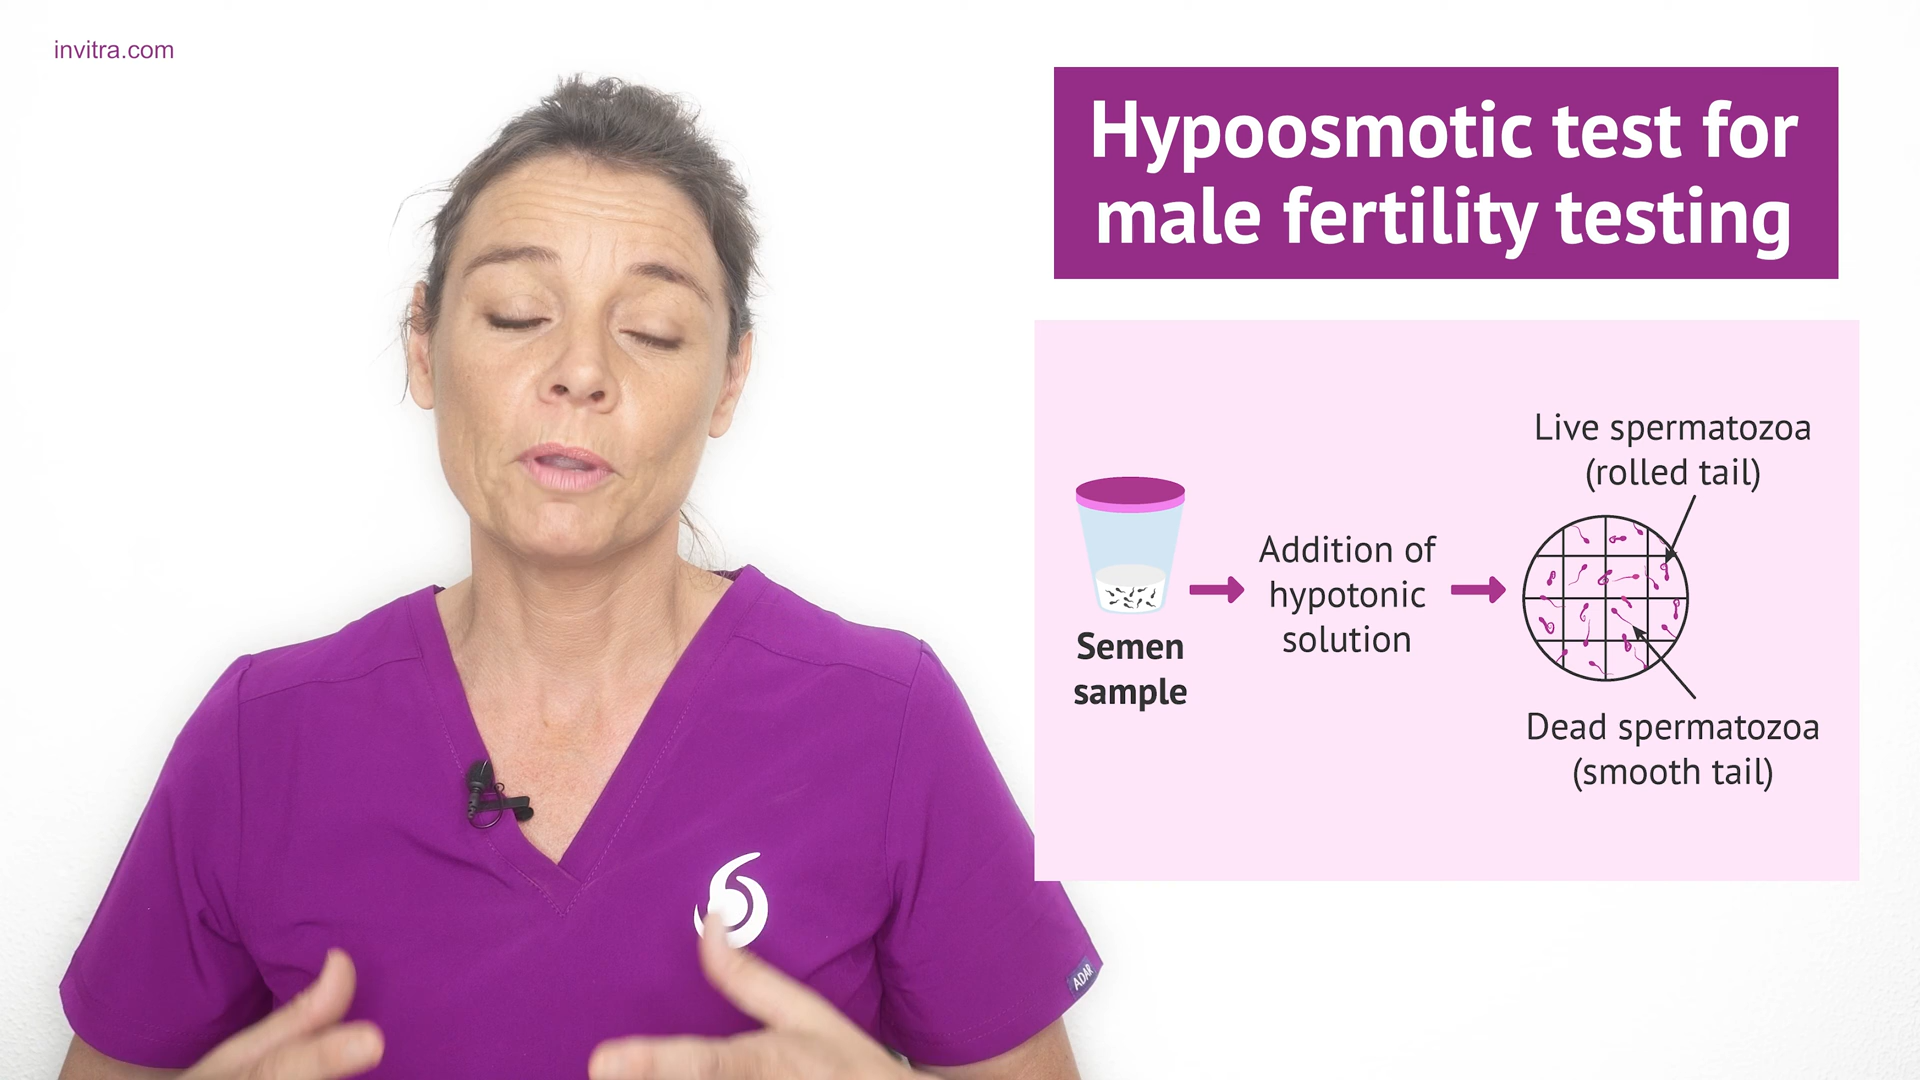 invitra.com
Hypoosmotic test for
male fertility testing
Live spermatozoa
(rolled tail)
Addition of
hypotonic
solution
Semen
sample
Dead spermatozoa
(smooth tail)
ADAR